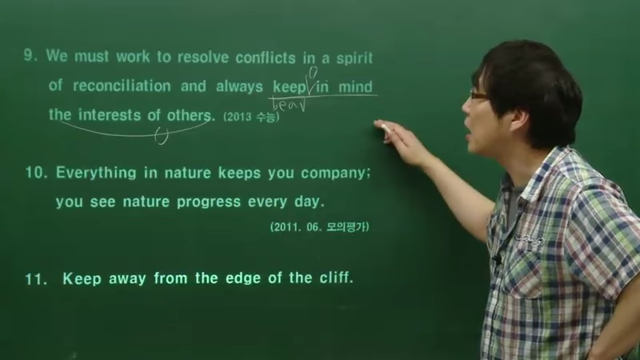 9. We must work to resolve conflicts in a spirit
of reconciliation and always keep in mind
bear
the interests of others. (2013 수능)
10. Everything in nature keeps you company;
you see nature progress every day.
(2011. 06. 모의평가)
11. Keep away from the edge of the cliff.